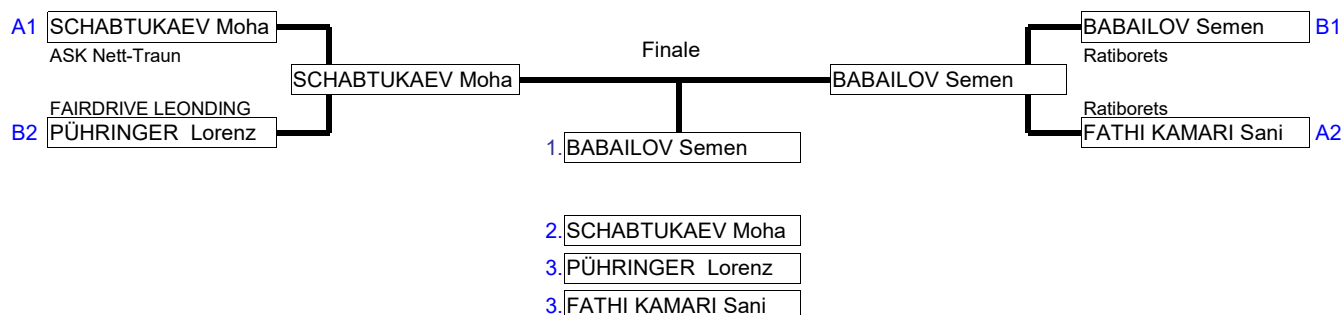 A1 SCHABTUKAEV Moha
ASK Nett-Traun
SCHABTUKAEV Moha
FAIRDRIVE LEONDING
B2 PÜHRINGER Lorenz
Finale
BABAILOV Semen B1
Ratiborets
BABAILOV Semen
Ratiborets
FATHI KAMARI Sani A2
1. BABAILOV Semen
2. SCHABTUKAEV Moha
3. PÜHRINGER Lorenz
3. FATHI KAMARI Sani